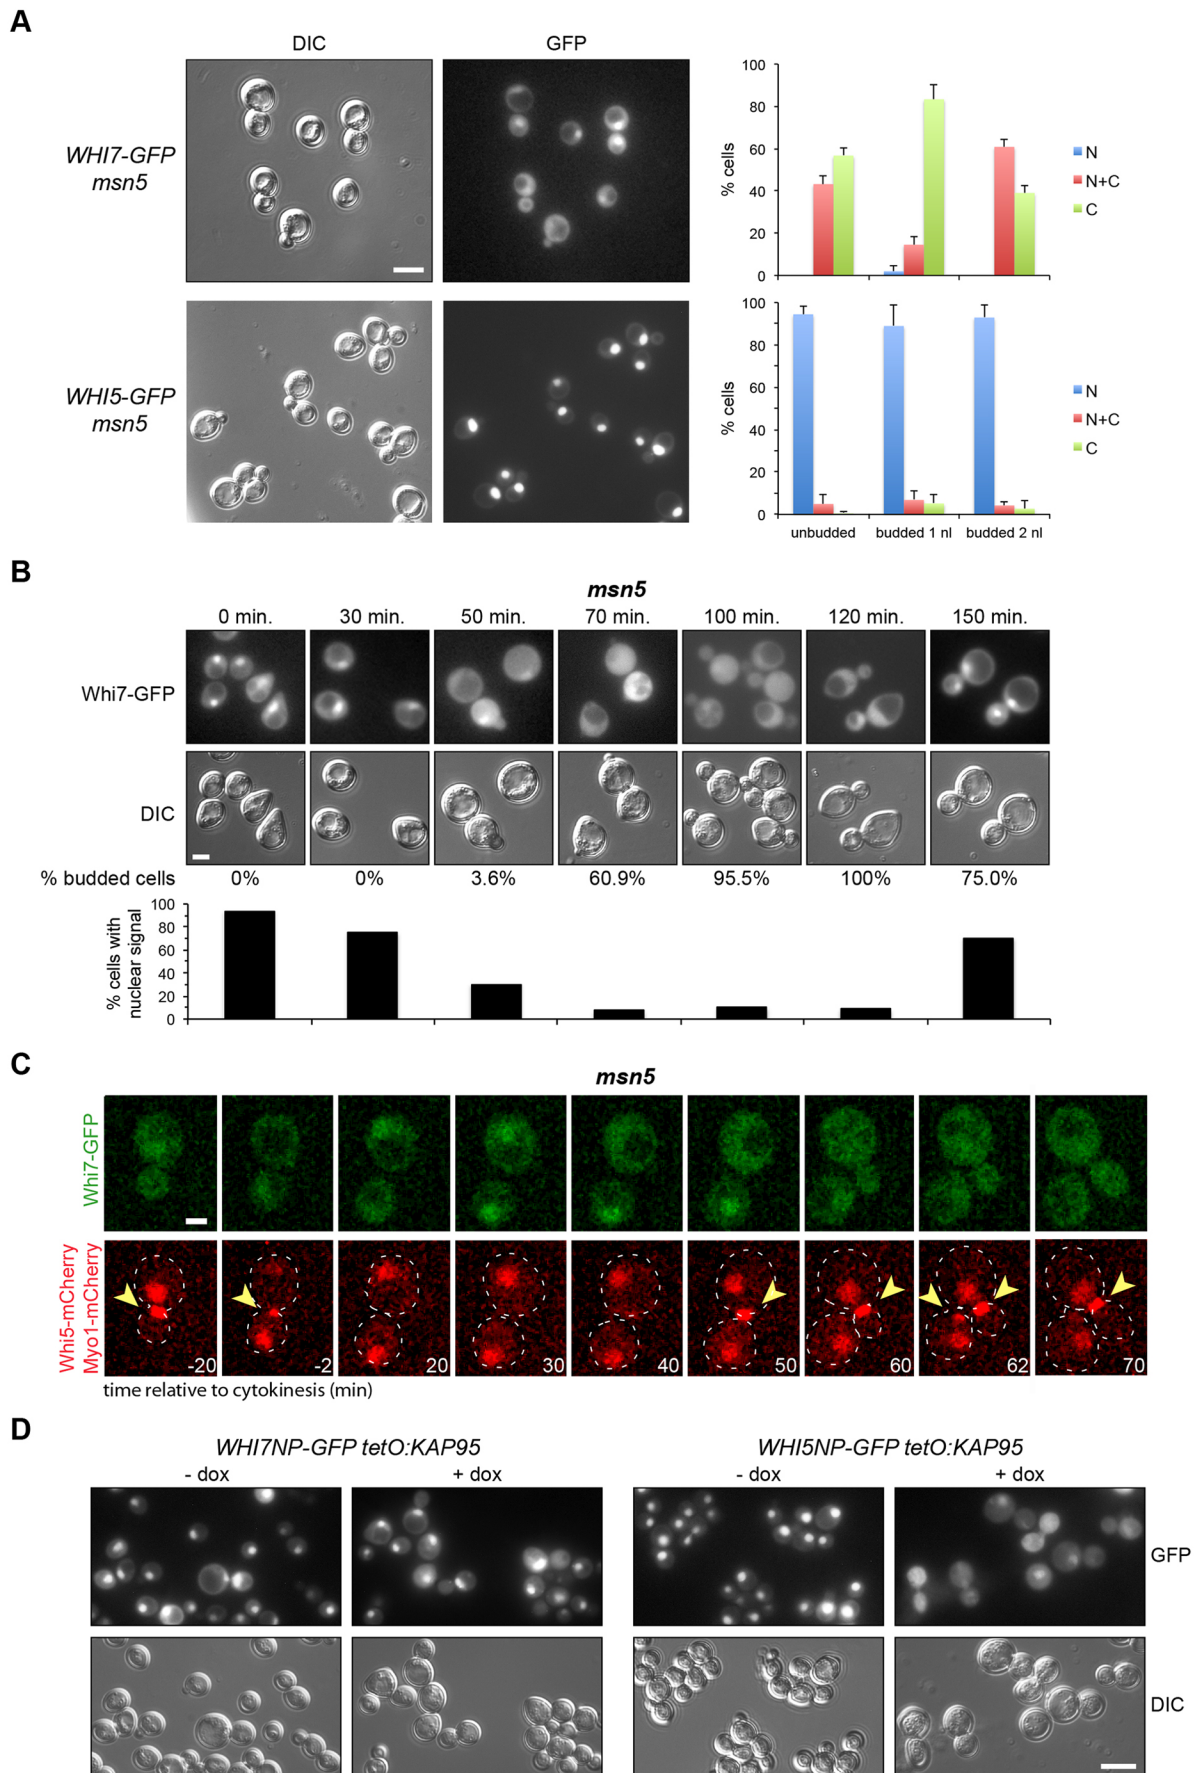 A
DIC
GFP
WHI7-GFP
msn5
100
80
60
40
20
0
% cells
N
N+C
C
WHI5-GFP
msn5
100
80
60
40
20
0
% cells
N
N+C
C
unbudded
budded 1 nl
budded 2 nl
B
msn5
0 min.
30 min.
50 min.
70 min.
100 min.
120 min.
150 min.
Whi7-GFP
DIC
% budded cells
0%
0%
3.6%
60.9%
95.5%
100%
75.0%
% cells with
nuclear signal
100
80
60
40
20
0
C
msn5
Whi7-GFP
Whi5-mCherry
Myo1-mCherry
-20
-2
20
30
40
50
60
62
70
time relative to cytokinesis (min)
D
WHI7NP-GFP tetO:KAP95
WHI5NP-GFP tetO:KAP95
- dox
+ dox
- dox
+ dox
GFP
DIC